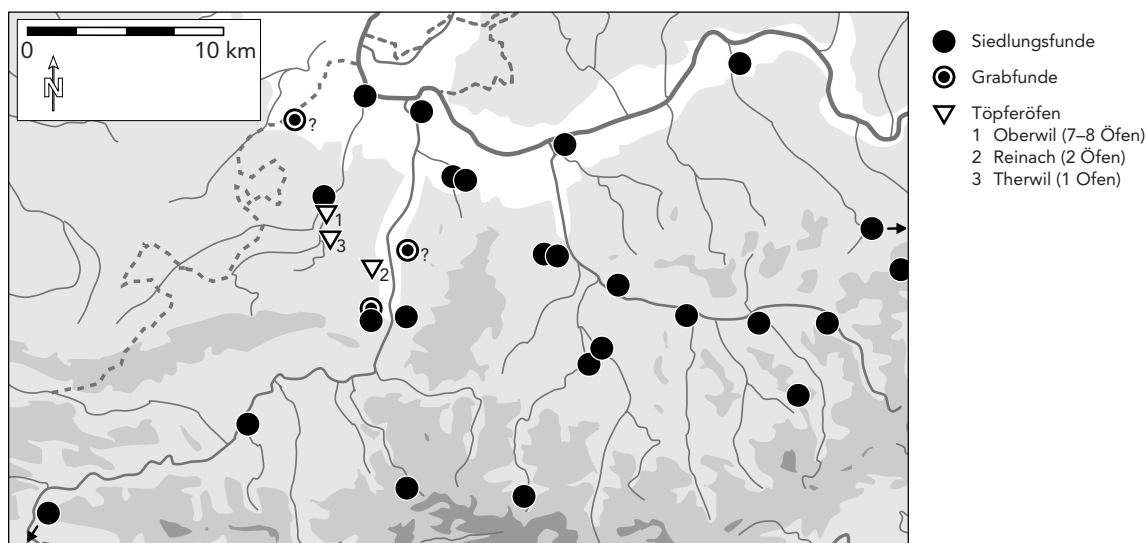 0 10 km
N
?
1
3
?
2
Siedlungsfunde
Grabfunde
Töpferöfen
1 Oberwil (7–8 Öfen)
2 Reinach (2 Öfen)
3 Therwil (1 Ofen)